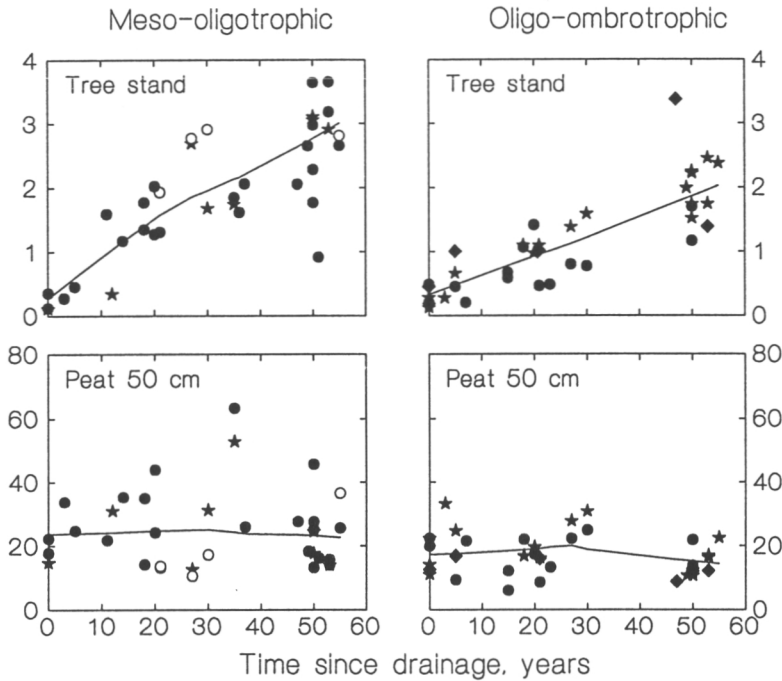 Meso-oligotrophic Oligo-ombrotrophic
4 Tree stand Tree stand 4
3 3
2 2
1 1
0 0
80 Peat 50 cm Peat 50 cm 80
60 60
40 40
20 20
0 0
0 10 20 30 40 50 60 0 10 20 30 40 50 60
Time since drainage, years